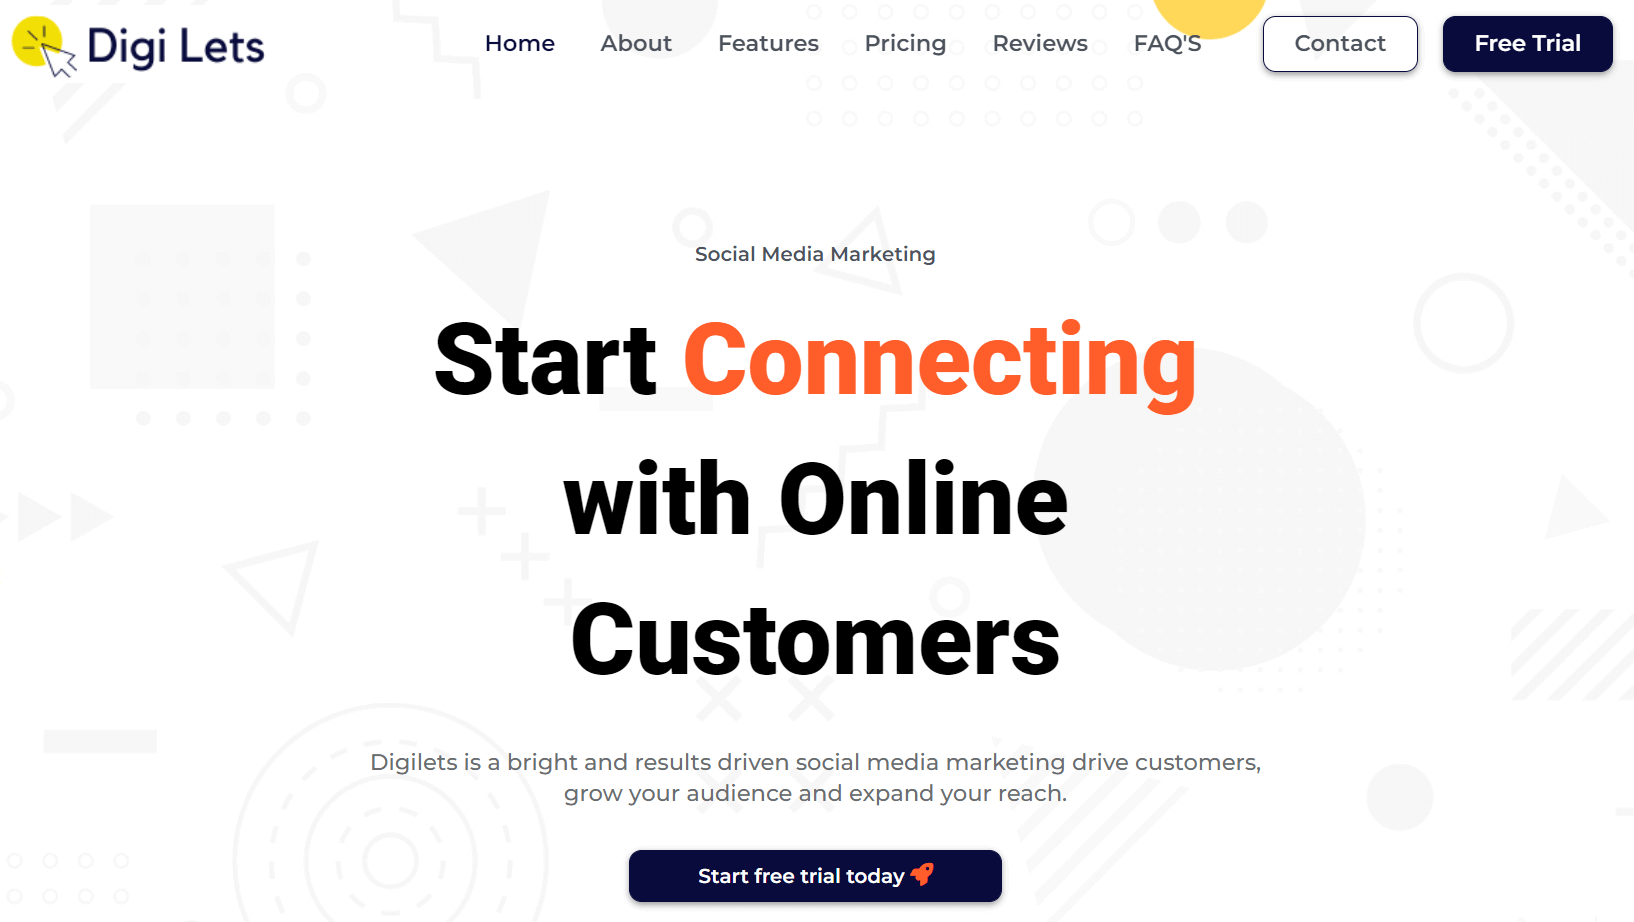 Digi Lets
Home About Features Pricing Reviews FAQ'S Contact Free Trial
Social Media Marketing
Start Connecting
with Online
Customers
Digilets is a bright and results driven social media marketing drive customers,
grow your audience and expand your reach.
Start free trial today